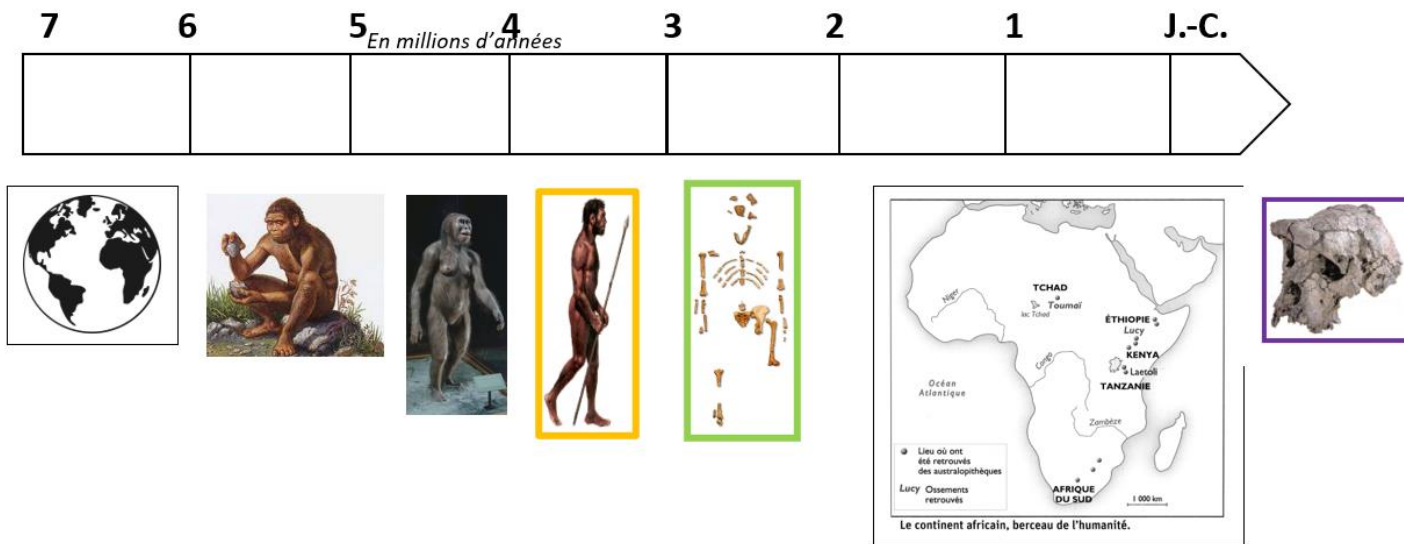 7 6 5 4 3 2 1 J.-C.
En millions d'années
TCHAD
Toumaï
lac Tchad
Niger
ÉTHIOPIE
Lucy
KENYA
Laetoli
TANZANIE
Congo
Océan
Atlantique
Zambèze
Lieu où ont
été retrouvés
des australopithèques
Lucy Ossements
retrouvés
AFRIQUE
DU SUD
1 000 km
Le continent africain, berceau de l'humanité.